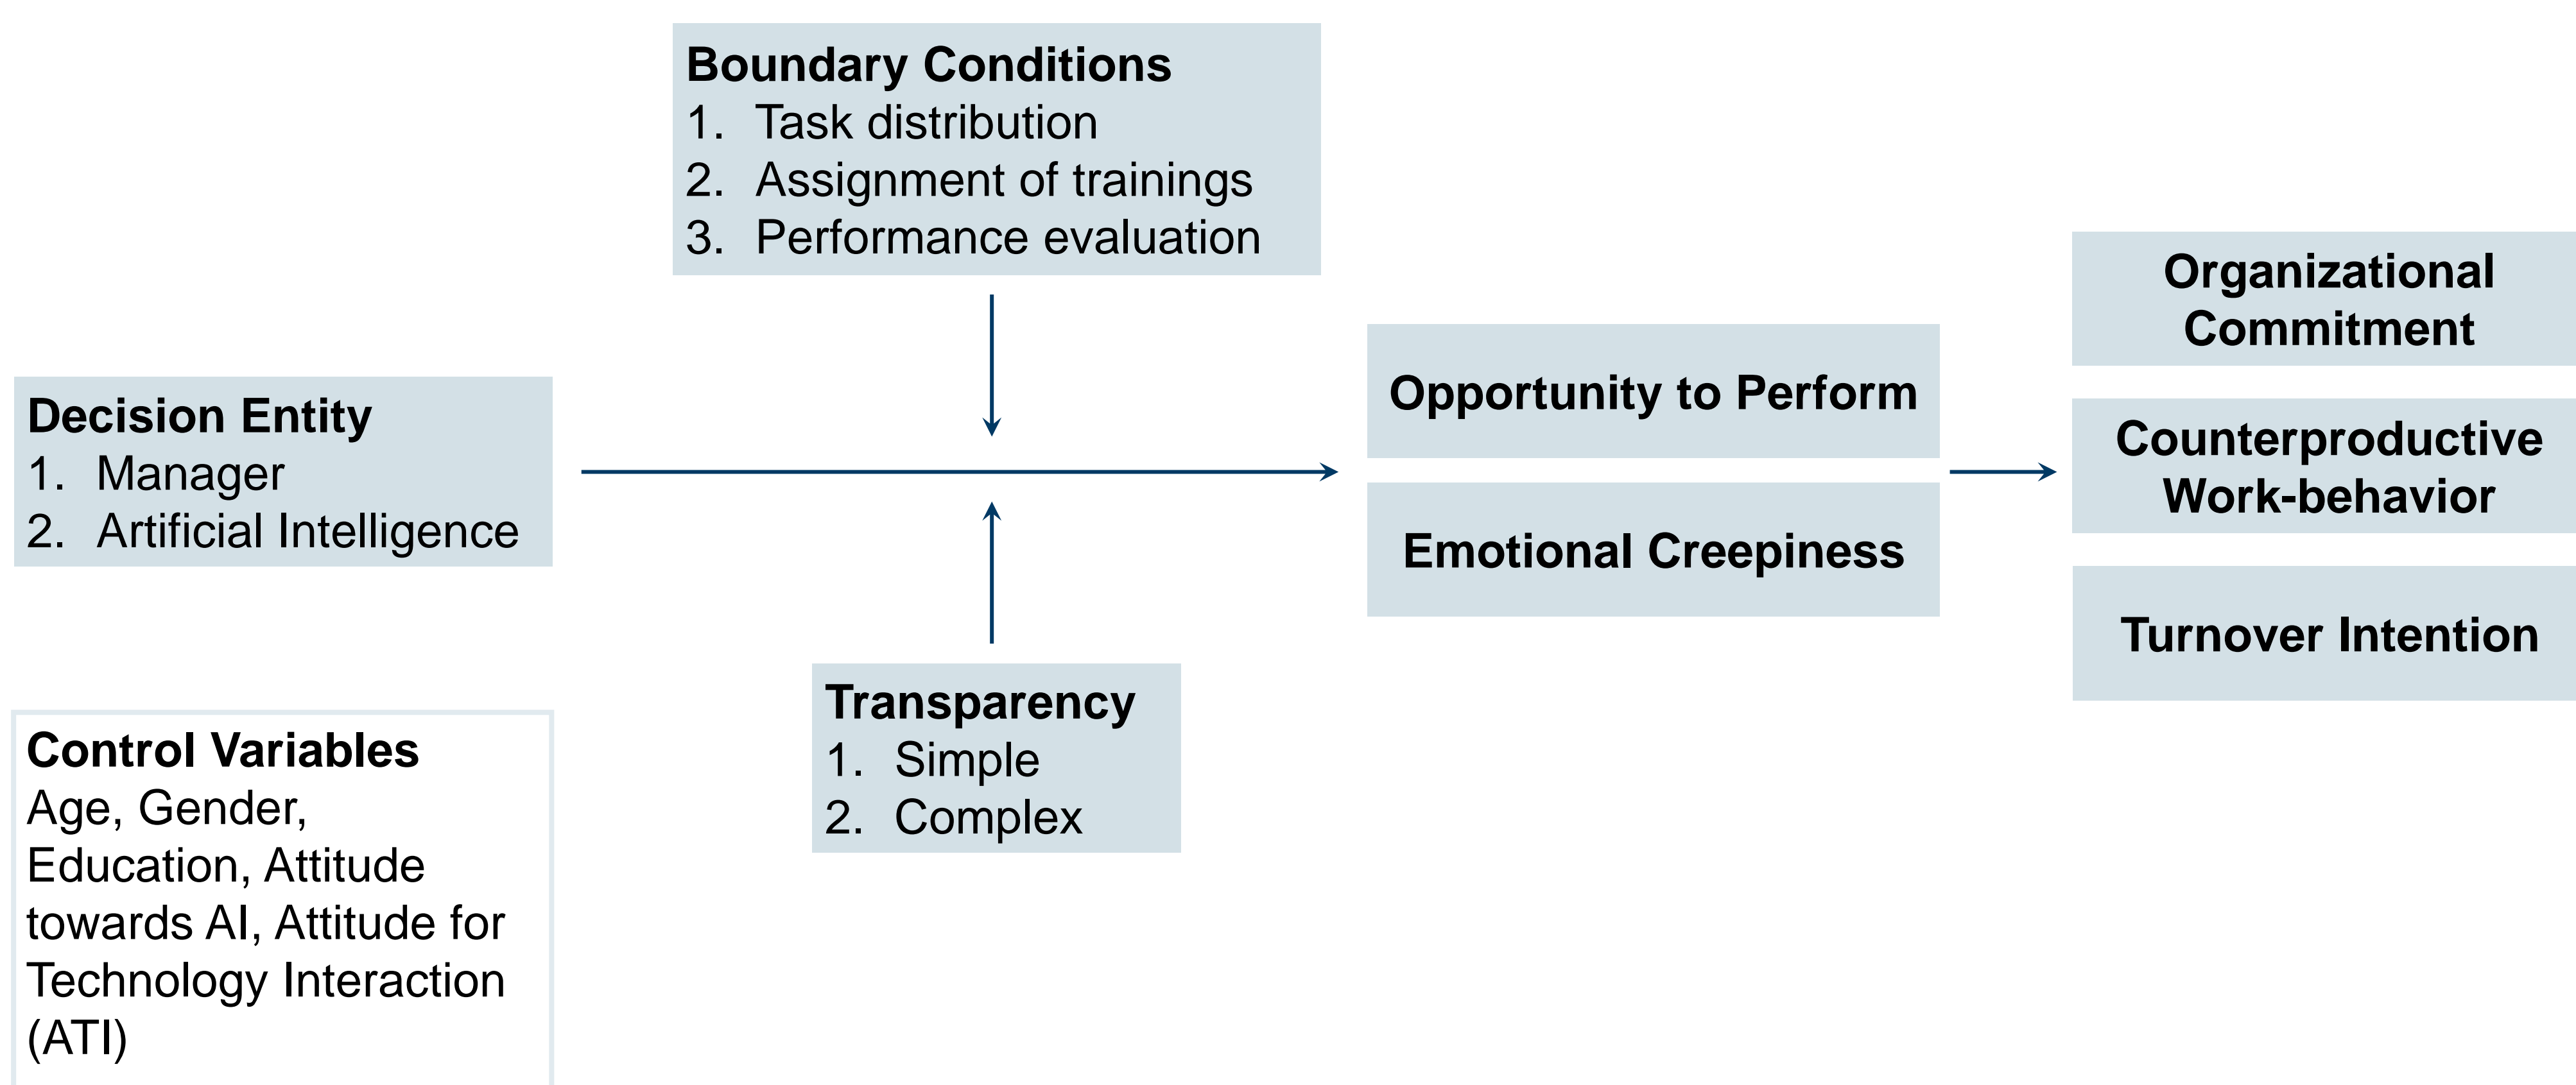 Boundary Conditions
1. Task distribution
2. Assignment of trainings
3. Performance evaluation
Decision Entity
1. Manager
2. Artificial Intelligence
Opportunity to Perform
Emotional Creepiness
Organizational
Commitment
Counterproductive
Work-behavior
Turnover Intention
Transparency
1. Simple
2. Complex
Control Variables
Age, Gender,
Education, Attitude
towards AI, Attitude for
Technology Interaction
(ATI)